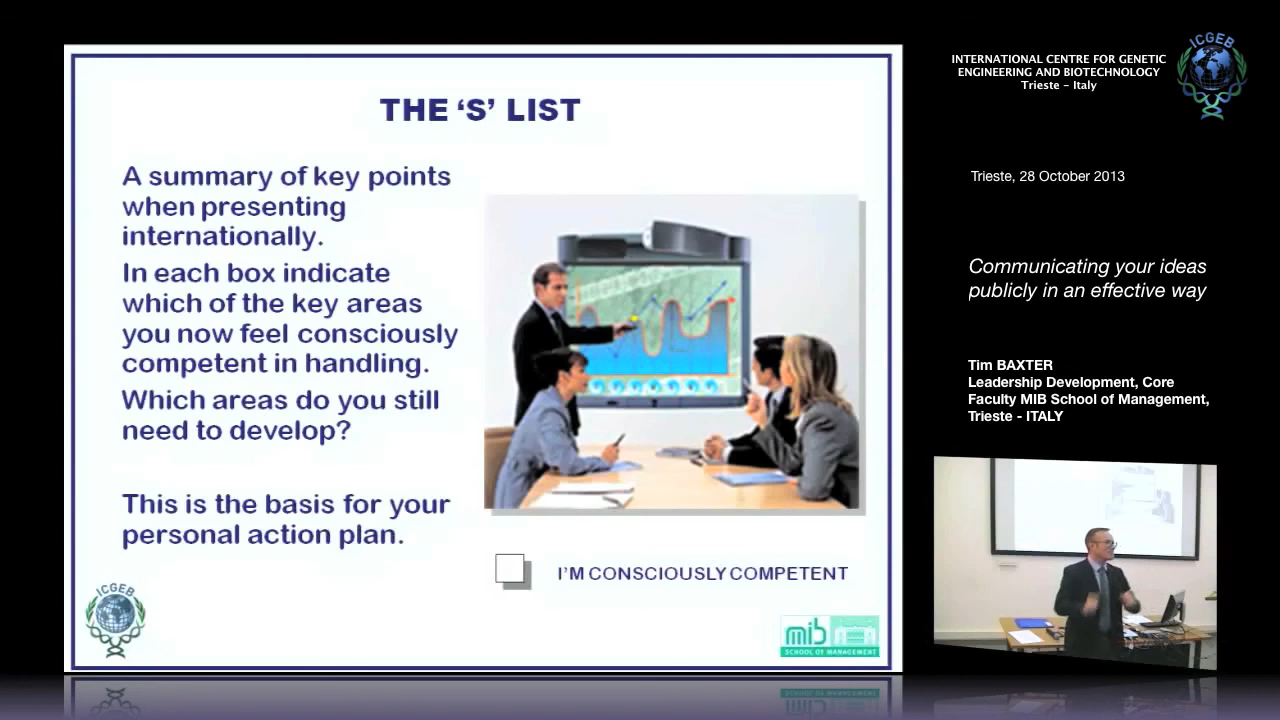 THE ‘S’ LIST
A summary of key points
when presenting
internationally.
In each box indicate
which of the key areas
you now feel consciously
competent in handling.
Which areas do you still
need to develop?
This is the basis for your
personal action plan.
I'M CONSCIOUSLY COMPETENT
ICGEB
mib
SCHOOL OF MANAGEMENT
INTERNATIONAL CENTRE FOR GENETIC
ENGINEERING AND BIOTECHNOLOGY
Trieste - Italy
ICGEB
Trieste, 28 October 2013
Communicating your ideas
publicly in an effective way
Tim BAXTER
Leadership Development, Core
Faculty MIB School of Management,
Trieste - ITALY